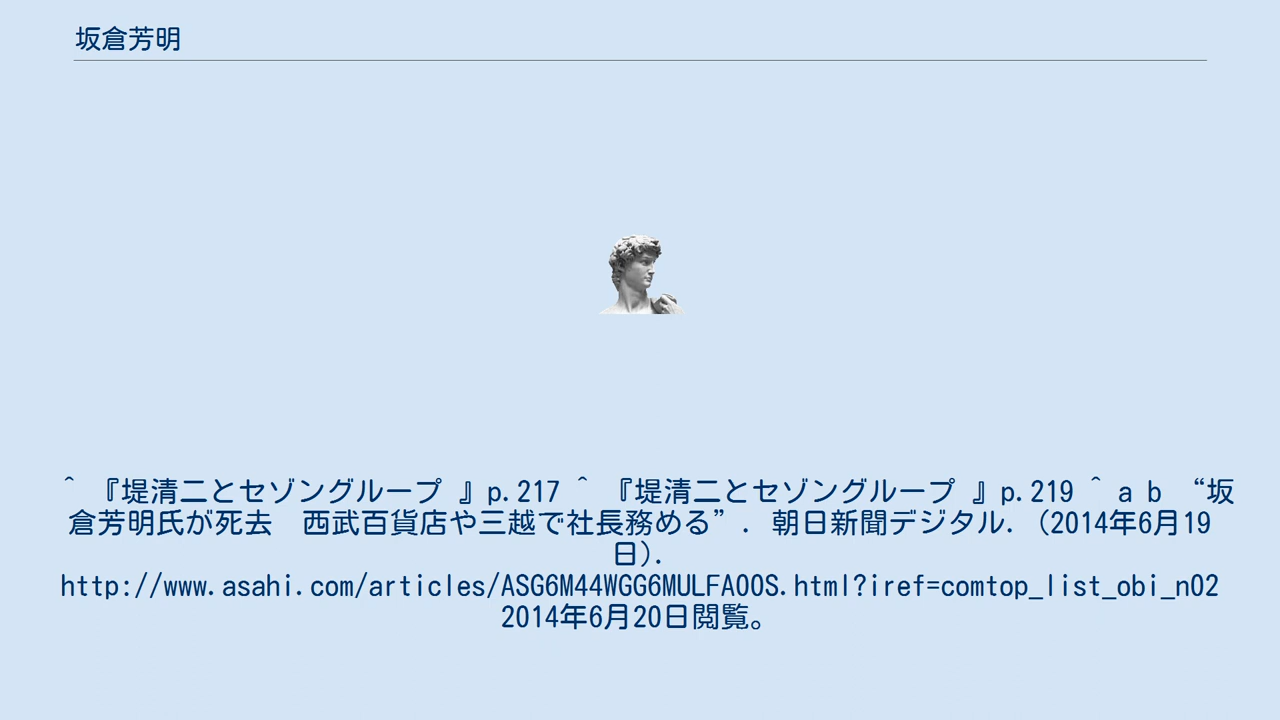 坂倉芳明
^ 『堤清二とセゾングループ 』p.217 ^ 『堤清二とセゾングループ 』p.219 ^ a b “坂
倉芳明氏が死去　西武百貨店や三越で社長務める”. 朝日新聞デジタル. (2014年6月19
日).
http://www.asahi.com/articles/ASG6M44WGG6MULFA00S.html?iref=comtop_list_obi_n02
2014年6月20日閲覧。